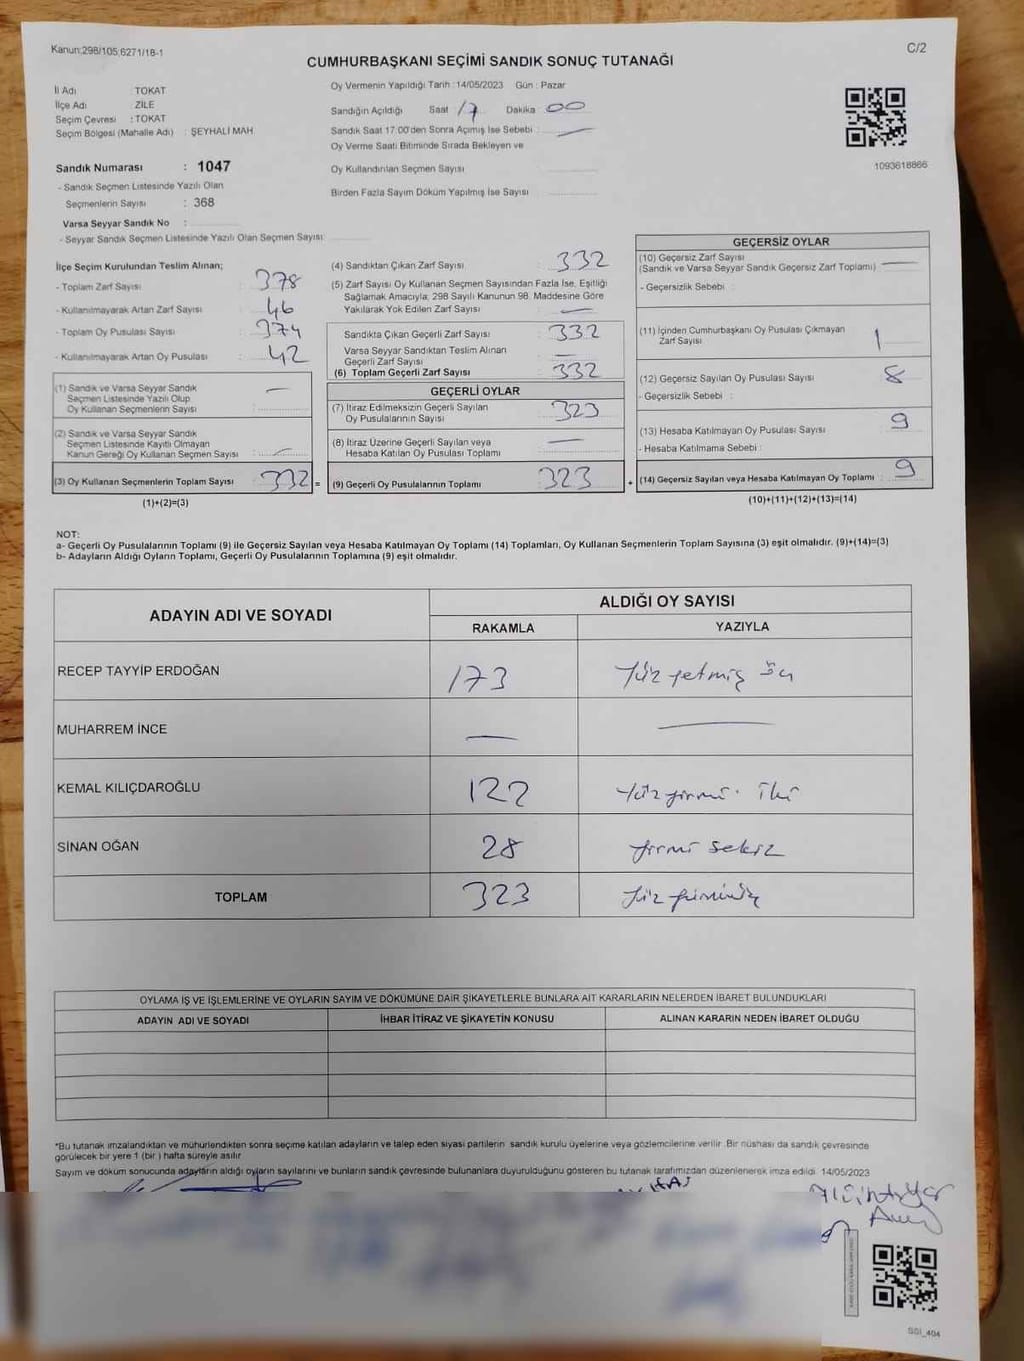 Kanun:298/105,6271/18-1
C/2
CUMHURBAŞKANI SEÇİMİ SANDIK SONUÇ TUTANAĞI
İl Adı : TOKAT
İlçe Adı : ZİLE
Seçim Çevresi : TOKAT
Seçim Bölgesi (Mahalle Adı) : ŞEYHALİ MAH
Sandık Numarası : 1047
- Sandık Seçmen Listesinde Yazılı Olan
Seçmenlerin Sayısı : 368
Varsa Seyyar Sandık No :
- Seyyar Sandık Seçmen Listesinde Yazılı Olan Seçmen Sayısı:
Oy Vermenin Yapıldığı Tarih :14/05/2023 Gün : Pazar
Sandığın Açıldığı Saat 17 Dakika 00
Sandık Saat 17.00'den Sonra Açımış İse Sebebi : —
Oy Verme Saati Bitiminde Sırada Bekleyen ve
Oy Kullandırılan Seçmen Sayısı
Birden Fazla Sayım Döküm Yapılmış İse Sayısı
1093618866
İlçe Seçim Kurulundan Teslim Alınan;
- Toplam Zarf Sayısı : 378
- Kullanılmayarak Artan Zarf Sayısı : 46
- Toplam Oy Pusulası Sayısı : 374
- Kullanılmayarak Artan Oy Pusulası : 42
(1) Sandık ve Varsa Seyyar Sandık
Seçmen Listesinde Yazılı Olup
Oy Kullanan Seçmenlerin Sayısı : —
(2) Sandık ve Varsa Seyyar Sandık
Seçmen Listesinde Kayıtlı Olmayan
Kanun Gereği Oy Kullanan Seçmen Sayısı : —
(3) Oy Kullanan Seçmenlerin Toplam Sayısı : 332 =
(1)+(2)=(3)
(4) Sandıktan Çıkan Zarf Sayısı : 332
(5) Zarf Sayısı Oy Kullanan Seçmen Sayısından Fazla İse, Eşitliği
Sağlamak Amacıyla; 298 Sayılı Kanunun 98. Maddesine Göre
Yakılarak Yok Edilen Zarf Sayısı : —
Sandıkta Çıkan Geçerli Zarf Sayısı : 332
Varsa Seyyar Sandıktan Teslim Alınan
Geçerli Zarf Sayısı : —
(6) Toplam Geçerli Zarf Sayısı : 332
GEÇERLİ OYLAR
(7) İtiraz Edilmeksizin Geçerli Sayılan
Oy Pusulalarının Sayısı : 323
(8) İtiraz Üzerine Geçerli Sayılan veya
Hesaba Katılan Oy Pusulası Toplamı : —
(9) Geçerli Oy Pusulalarının Toplamı : 323 +
GEÇERSİZ OYLAR
(10) Geçersiz Zarf Sayısı
(Sandık ve Varsa Seyyar Sandık Geçersiz Zarf Toplamı) —
- Geçersizlik Sebebi :
(11) İçinden Cumhurbaşkanı Oy Pusulası Çıkmayan
Zarf Sayısı : 1
(12) Geçersiz Sayılan Oy Pusulası Sayısı : 8
- Geçersizlik Sebebi :
(13) Hesaba Katılmayan Oy Pusulası Sayısı : 9
- Hesaba Katılmama Sebebi :
(14) Geçersiz Sayılan veya Hesaba Katılmayan Oy Toplamı : 9
(10)+(11)+(12)+(13)=(14)
NOT:
a- Geçerli Oy Pusulalarının Toplamı (9) ile Geçersiz Sayılan veya Hesaba Katılmayan Oy Toplamı (14) Toplamları, Oy Kullanan Seçmenlerin Toplam Sayısına (3) eşit olmalıdır. (9)+(14)=(3)
b- Adayların Aldığı Oyların Toplamı, Geçerli Oy Pusulalarının Toplamına (9) eşit olmalıdır.
ADAYIN ADI VE SOYADI
ALDIĞI OY SAYISI
RAKAMLA YAZIYLA
RECEP TAYYİP ERDOĞAN 173 Yüz yetmiş üç
MUHARREM İNCE — —
KEMAL KILIÇDAROĞLU 122 Yüz yirmi iki
SİNAN OĞAN 28 yirmi sekiz
TOPLAM 323
OYLAMA İŞ VE İŞLEMLERİNE VE OYLARIN SAYIM VE DÖKÜMÜNE DAİR ŞİKAYETLERLE BUNLARA AİT KARARLARIN NELERDEN İBARET BULUNDUKLARI
ADAYIN ADI VE SOYADI İHBAR İTİRAZ VE ŞİKAYETİN KONUSU ALINAN KARARIN NEDEN İBARET OLDUĞU
*Bu tutanak imzalandıktan ve mühürlendikten sonra seçime katılan adayların ve talep eden siyasi partilerin sandık kurulu üyelerine veya gözlemcilerine verilir. Bir nüshası da sandık çevresinde
görülecek bir yere 1 (bir ) hafta süreyle asılır
Sayım ve döküm sonucunda adayların aldığı oyların sayılarını ve bunların sandık çevresinde bulunanlara duyurulduğunu gösteren bu tutanak tarafımızdan düzenlenerek imza edildi. 14/05/2023
SSI_404